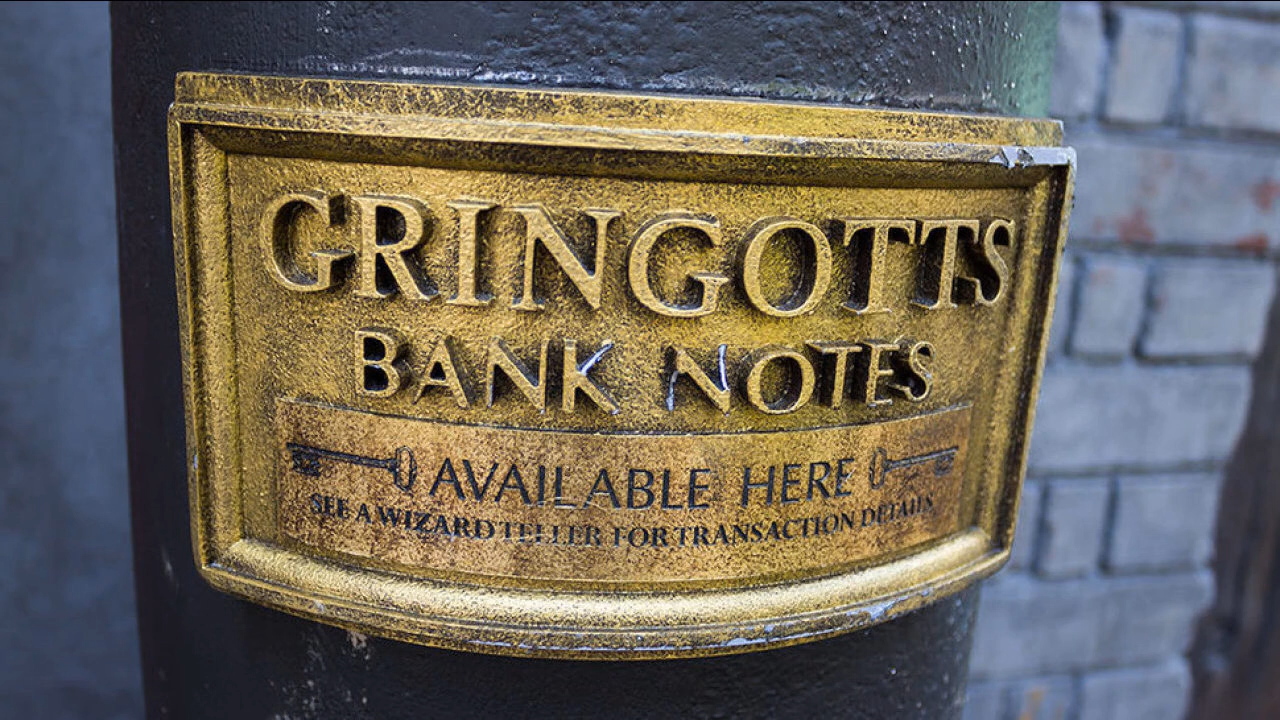 GRINGOTTS
BANK NOTES
AVAILABLE HERE
SEE A WIZARD TELLER FOR TRANSACTION DETAILS